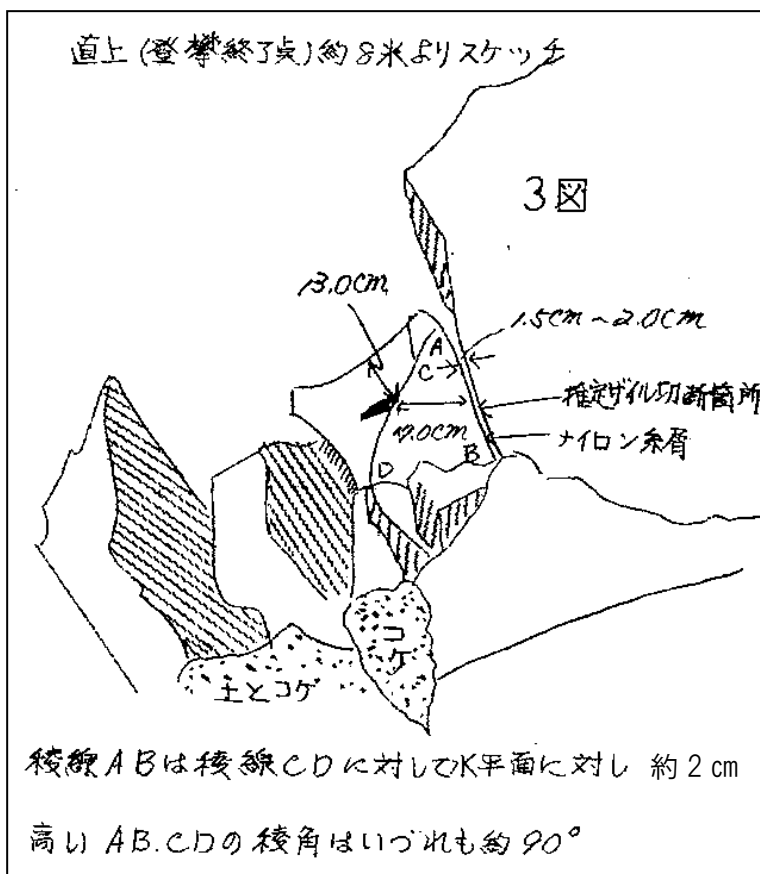 直上(登攀終了点)約8米よりスケッチ
3図
13.0cm
1.5cm~2.0cm
A
C
推定ザイル切断箇所
17.0cm
ナイロン糸屑
B
D
コケ
土とコケ
稜線ABは稜線CDに対して水平面に対し 約2cm
高い AB.CDの稜角はいづれも約90°